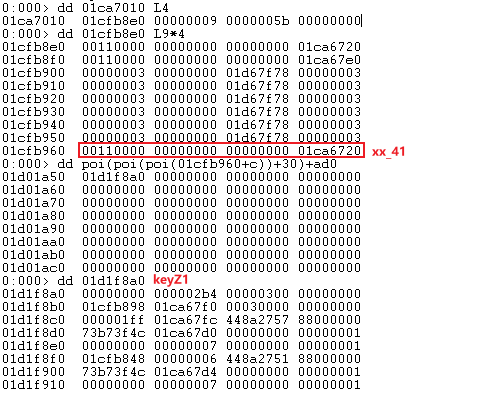 0:000> dd 01ca7010 L4
01ca7010 01cfb8e0 00000009 0000005b 00000000
0:000> dd 01cfb8e0 L9*4
01cfb8e0 00110000 00000000 00000000 01ca6720
01cfb8f0 00110000 00000000 00000000 01ca67e0
01cfb900 00000003 00000000 01d67f78 00000003
01cfb910 00000003 00000000 01d67f78 00000003
01cfb920 00000003 00000000 01d67f78 00000003
01cfb930 00000003 00000000 01d67f78 00000003
01cfb940 00000003 00000000 01d67f78 00000003
01cfb950 00000003 00000000 01d67f78 00000003
01cfb960 00110000 00000000 00000000 01ca6720 xx_41
0:000> dd poi(poi(poi(01cfb960+c))+30)+ad0
01d01a50 01d1f8a0 00000000 00000000 00000000
01d01a60 00000000 00000000 00000000 00000000
01d01a70 00000000 00000000 00000000 00000000
01d01a80 00000000 00000000 00000000 00000000
01d01a90 00000000 00000000 00000000 00000000
01d01aa0 00000000 00000000 00000000 00000000
01d01ab0 00000000 00000000 00000000 00000000
01d01ac0 00000000 00000000 00000000 00000000
0:000> dd 01d1f8a0 keyZ1
01d1f8a0 00000000 000002b4 00000300 00000000
01d1f8b0 01cfb898 01ca67f0 00030000 00000000
01d1f8c0 000001ff 01ca67fc 448a2757 88000000
01d1f8d0 73b73f4c 01ca67d0 00000000 00000001
01d1f8e0 00000000 00000007 00000000 00000001
01d1f8f0 01cfb848 00000006 448a2751 88000000
01d1f900 73b73f4c 01ca67d4 00000000 00000001
01d1f910 00000000 00000007 00000000 00000001